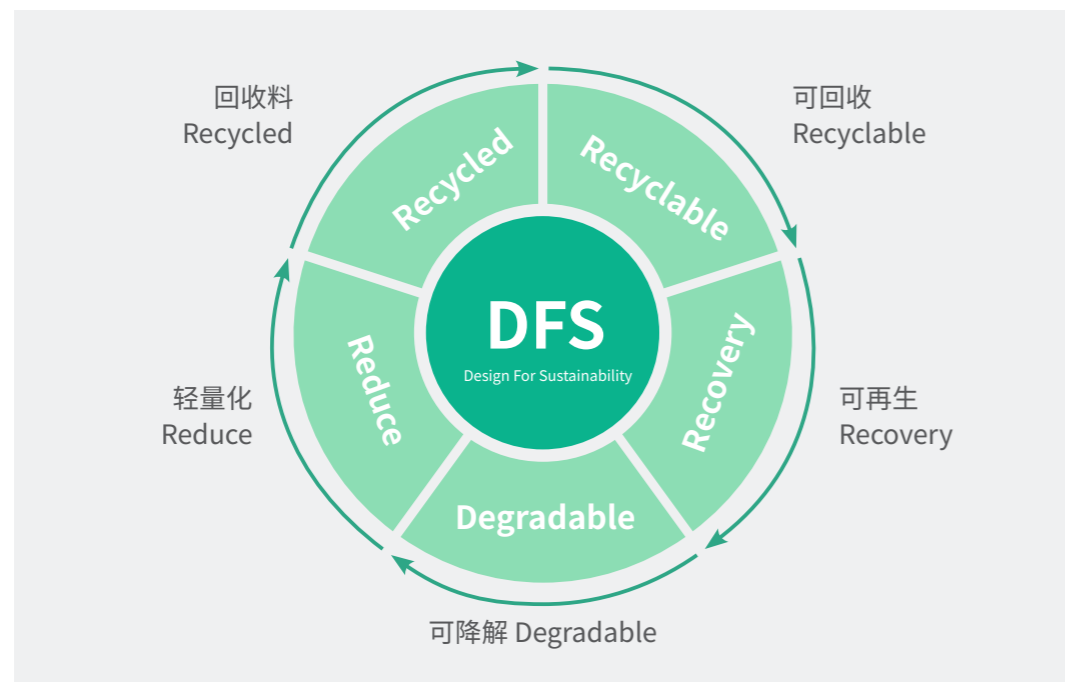 回收料
Recycled
可回收
Recyclable
Recycled
Recyclable
DFS
Design For Sustainability
Reduce
Recovery
轻量化
Reduce
可再生
Recovery
Degradable
可降解 Degradable